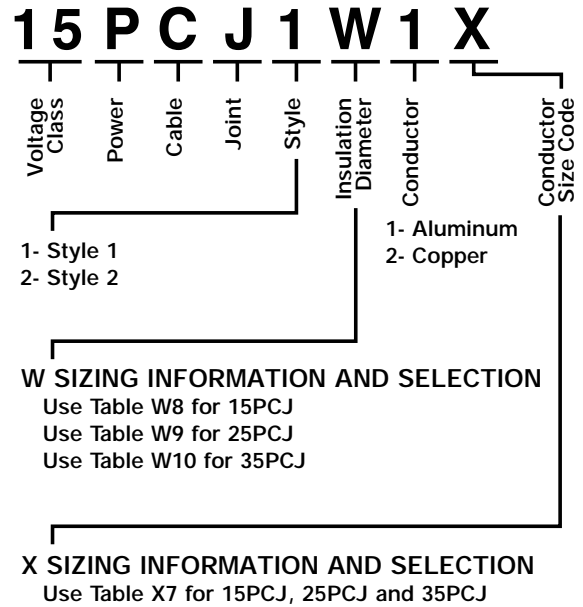 15PCJ1W1X
Voltage
Class
Power
Cable
Joint
Style
Insulation
Diameter
Conductor
Conductor
Size Code
1- Style 1
2- Style 2
1- Aluminum
2- Copper
W SIZING INFORMATION AND SELECTION
Use Table W8 for 15PCJ
Use Table W9 for 25PCJ
Use Table W10 for 35PCJ
X SIZING INFORMATION AND SELECTION
Use Table X7 for 15PCJ, 25PCJ and 35PCJ